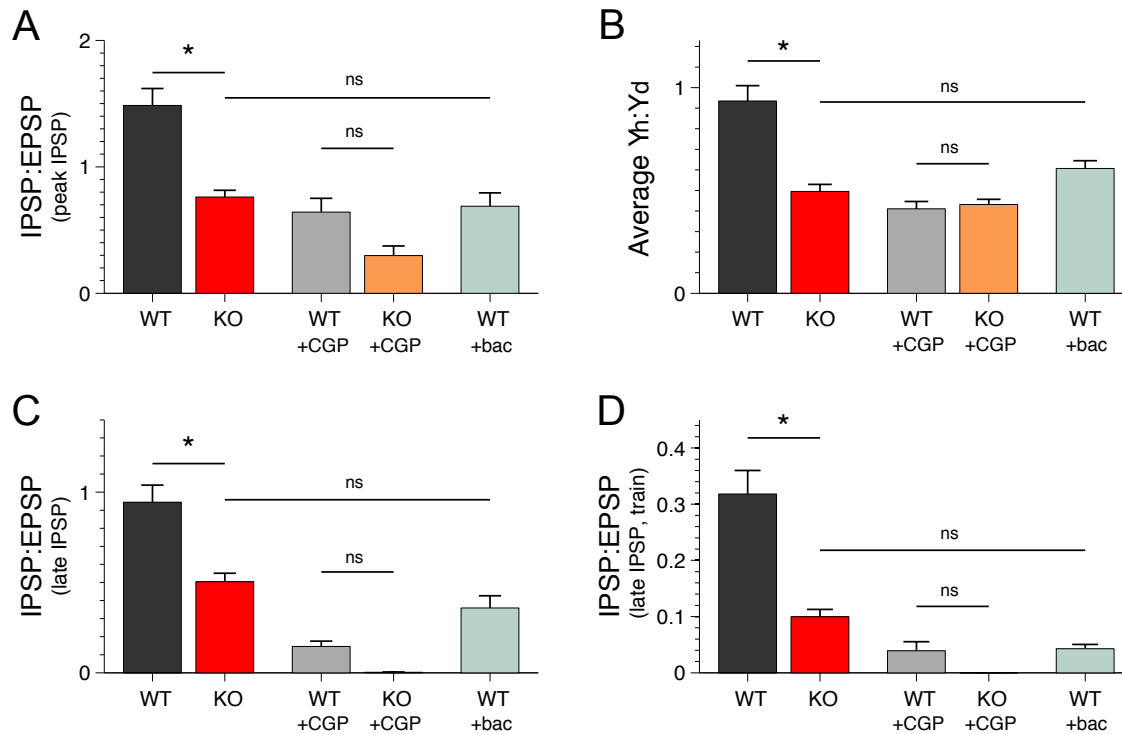 A
2
1
0
IPSP:EPSP
(peak IPSP)
*
ns
ns
WT
KO
WT
+CGP
KO
+CGP
WT
+bac
B
1
0
Average Yh:Yd
*
ns
ns
WT
KO
WT
+CGP
KO
+CGP
WT
+bac
C
1
0
IPSP:EPSP
(late IPSP)
*
ns
ns
WT
KO
WT
+CGP
KO
+CGP
WT
+bac
D
0.4
0.3
0.2
0.1
0
IPSP:EPSP
(late IPSP, train)
*
ns
ns
WT
KO
WT
+CGP
KO
+CGP
WT
+bac